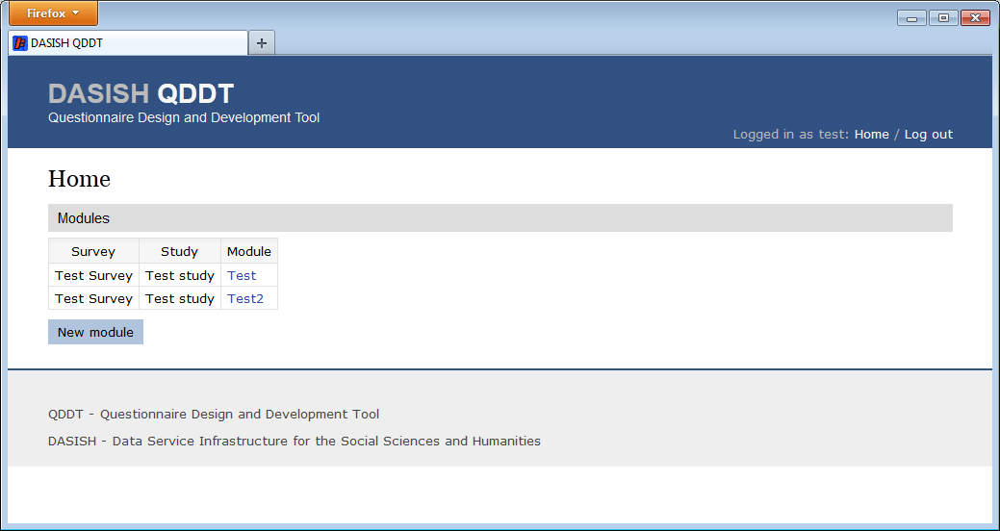 Firefox
DASISH QDDT
DASISH QDDT
Questionnaire Design and Development Tool
Logged in as test: Home / Log out
Home
Modules
Survey Study Module
Test Survey Test study Test
Test Survey Test study Test2
New module
QDDT - Questionnaire Design and Development Tool
DASISH - Data Service Infrastructure for the Social Sciences and Humanities